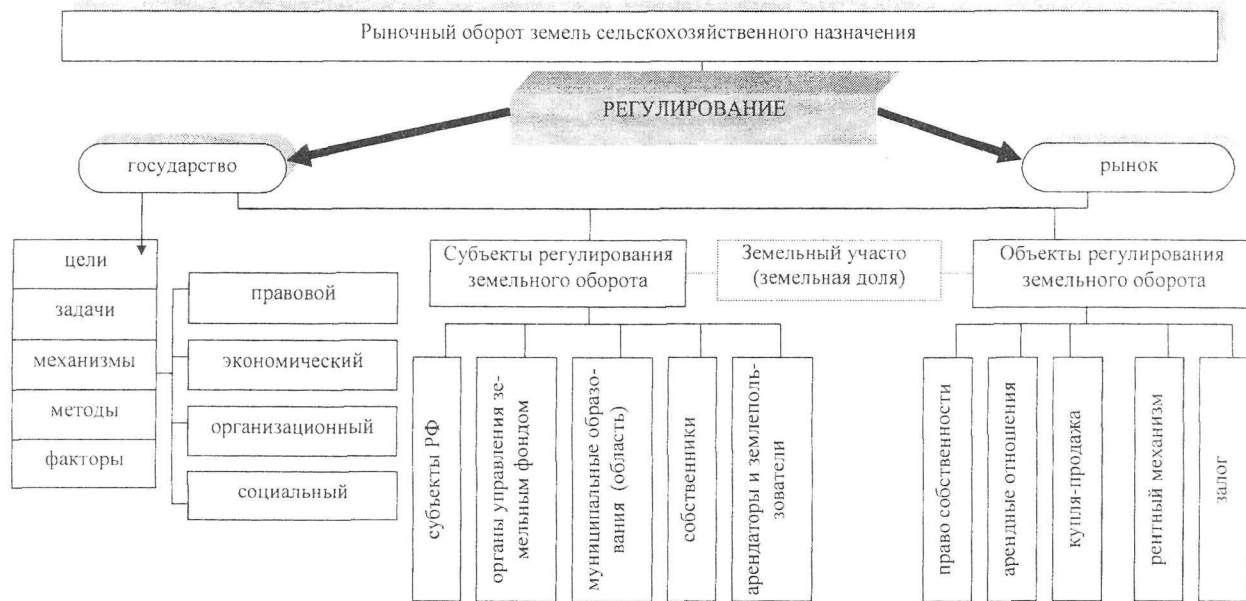 Рыночный оборот земель сельскохозяйственного назначения
РЕГУЛИРОВАНИЕ
государство
рынок
цели
задачи
механизмы
методы
факторы
правовой
экономический
организационный
социальный
Субъекты регулирования
земельного оборота
Земельный участо
(земельная доля)
Объекты регулирования
земельного оборота
субъекты РФ
органы управления зе-
мельным фондом
муниципальные образо-
вания (область)
собственники
арендаторы и землеполь-
зователи
право собственности
арендные отношения
купля-продажа
рентный механизм
залог